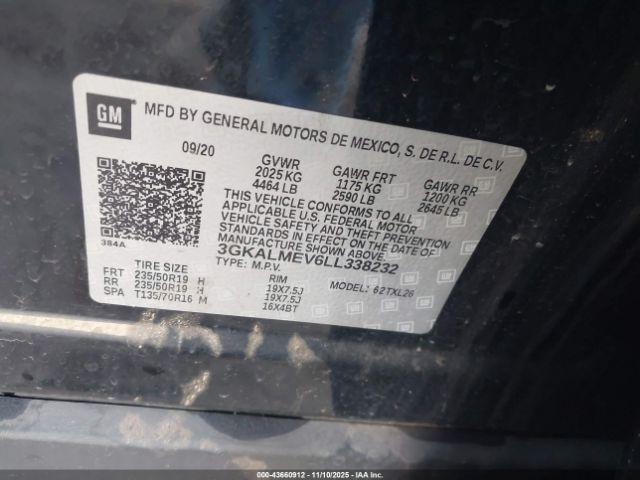 GM
MFD BY GENERAL MOTORS DE MEXICO, S. DE R.L. DE C.V.
09/20 GVWR GAWR FRT GAWR RR
2025 KG 1175 KG 1200 KG
4464 LB 2590 LB 2645 LB
THIS VEHICLE CONFORMS TO ALL
APPLICABLE U.S. FEDERAL MOTOR
VEHICLE SAFETY AND THEFT PREVENTION
STANDARDS IN EFFECT ON THE DATE OF
MANUFACTURE SHOWN ABOVE.
384A 3GKALMEV6LL338232
TYPE: M.P.V. MODEL: 62TXL26
TIRE SIZE RIM
FRT 235/50R19 H 19X7.5J
RR 235/50R19 H 19X7.5J
SPA T135/70R16 M 16X4BT
000-43660912 - 11/10/2025 - IAA Inc.